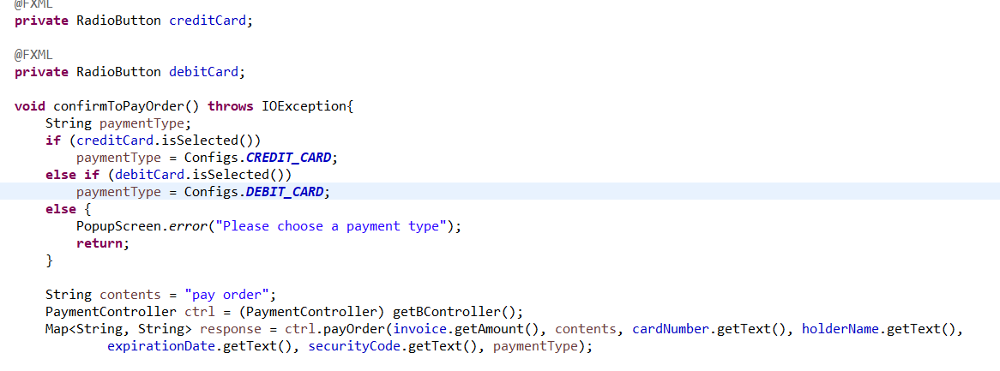 @FXML
private RadioButton creditCard;
@FXML
private RadioButton debitCard;
void confirmToPayOrder() throws IOException{
String paymentType;
if (creditCard.isSelected())
paymentType = Configs.CREDIT_CARD;
else if (debitCard.isSelected())
paymentType = Configs.DEBIT_CARD;
else {
PopupScreen.error("Please choose a payment type");
return;
}
String contents = "pay order";
PaymentController ctrl = (PaymentController) getBController();
Map<String, String> response = ctrl.payOrder(invoice.getAmount(), contents, cardNumber.getText(), holderName.getText(),
expirationDate.getText(), securityCode.getText(), paymentType);